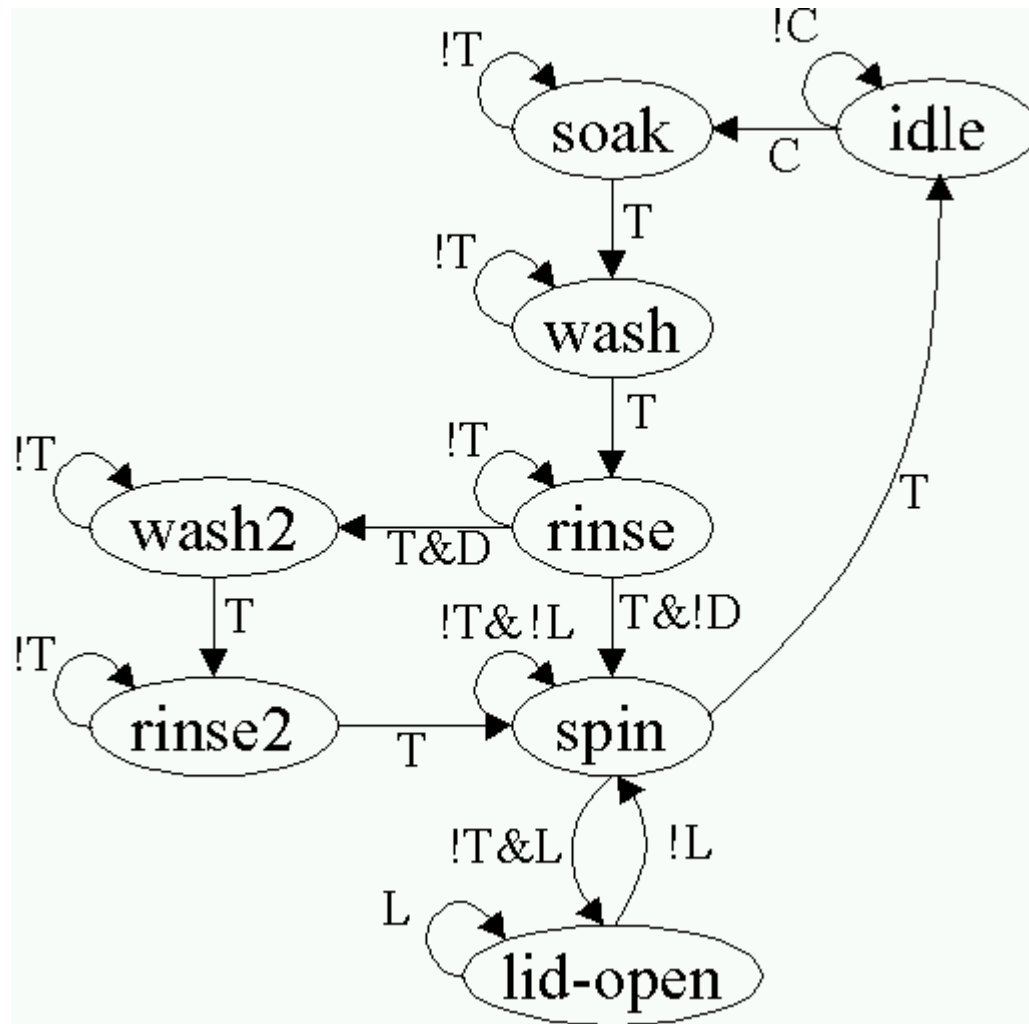 !C
!T
soak
idle
C
T
!T
wash
T
!T
!T
wash2
rinse
T&D
T
T
!T&!L
T&!D
!T
rinse2
spin
T
!T&L
!L
L
lid-open